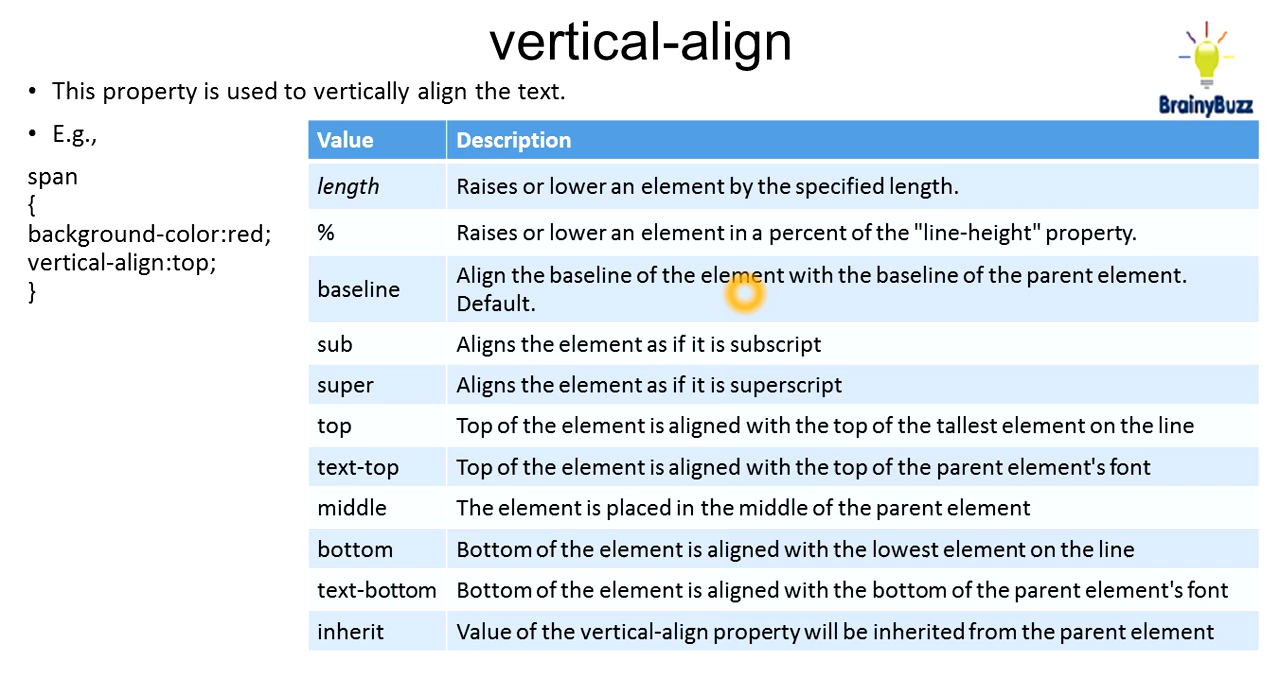 vertical-align
BrainyBuzz
• This property is used to vertically align the text.
• E.g.,
span
{
background-color:red;
vertical-align:top;
}
Value Description
length Raises or lower an element by the specified length.
% Raises or lower an element in a percent of the "line-height" property.
baseline Align the baseline of the element with the baseline of the parent element.
Default.
sub Aligns the element as if it is subscript
super Aligns the element as if it is superscript
top Top of the element is aligned with the top of the tallest element on the line
text-top Top of the element is aligned with the top of the parent element's font
middle The element is placed in the middle of the parent element
bottom Bottom of the element is aligned with the lowest element on the line
text-bottom Bottom of the element is aligned with the bottom of the parent element's font
inherit Value of the vertical-align property will be inherited from the parent element